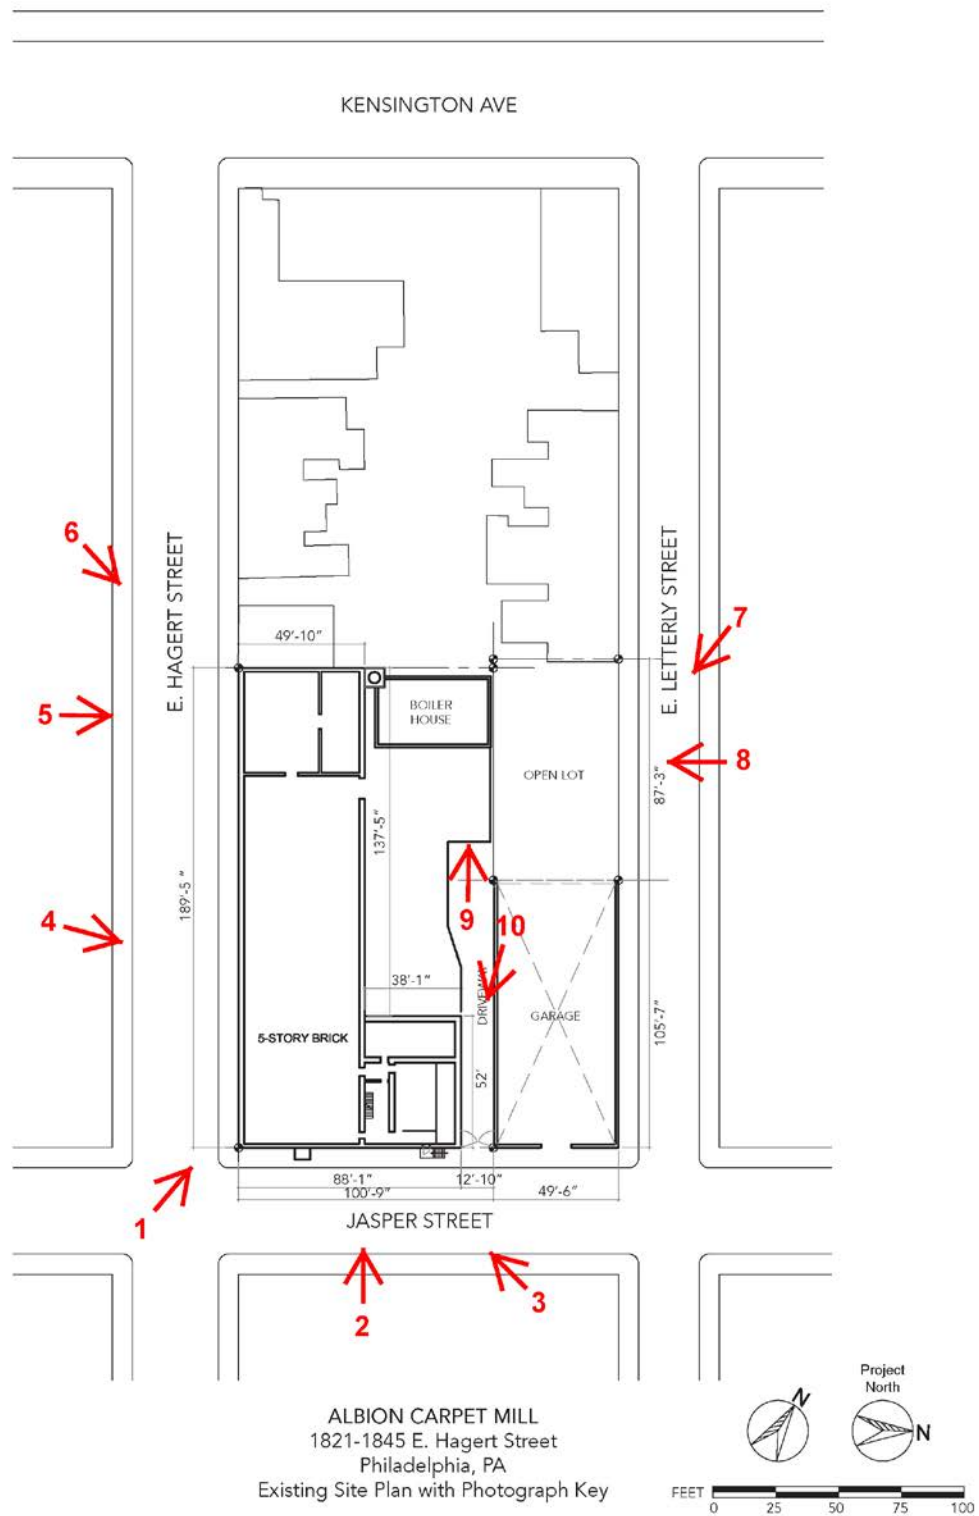 KENSINGTON AVE
6
E. HAGERT STREET
E. LETTERLY STREET
7
49'-10"
5
BOILER
HOUSE
8
OPEN LOT
87'-3"
137'-5"
189'-5"
4
9
10
38'-1"
DRIVEWAY
GARAGE
105'-7"
5-STORY BRICK
52'
88'-1"
12'-10"
100'-9"
49'-6"
1
JASPER STREET
2
3
Project
North
N
N
ALBION CARPET MILL
1821-1845 E. Hagert Street
Philadelphia, PA
Existing Site Plan with Photograph Key
FEET
0 25 50 75 100